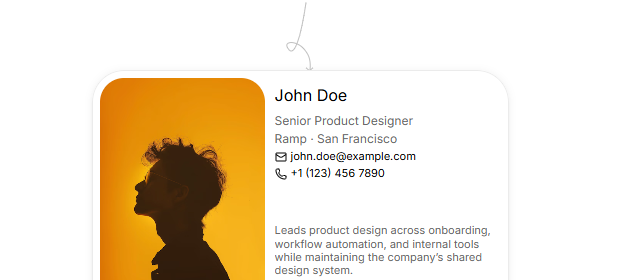 John Doe
Senior Product Designer
Ramp · San Francisco
john.doe@example.com
+1 (123) 456 7890
Leads product design across onboarding,
workflow automation, and internal tools
while maintaining the company’s shared
design system.